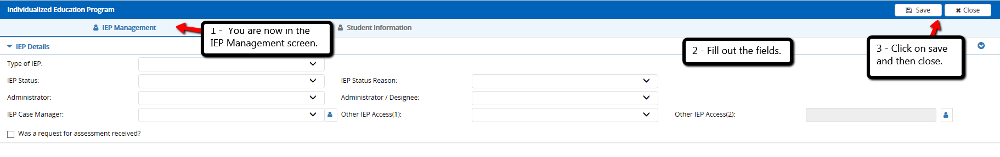 Individualized Education Program
Save
Close
IEP Management
Student Information
1 - You are now in the
IEP Management screen.
2 - Fill out the fields.
3 - Click on save
and then close.
IEP Details
Type of IEP:
IEP Status:
IEP Status Reason:
Administrator:
Administrator / Designee:
IEP Case Manager:
Other IEP Access(1):
Other IEP Access(2):
Was a request for assessment received?